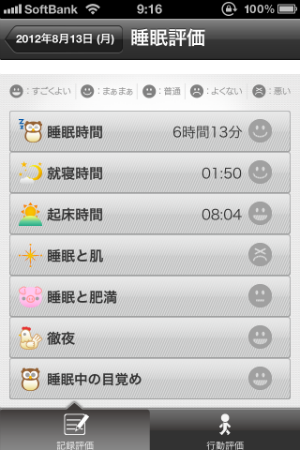 SoftBank 9:16 100%
2012年8月13日 (月) 睡眠評価
：すごくよい ：まぁまぁ ：普通 ：よくない ：悪い
睡眠時間 6時間13分
就寝時間 01:50
起床時間 08:04
睡眠と肌
睡眠と肥満
徹夜
睡眠中の目覚め
記録評価 行動評価